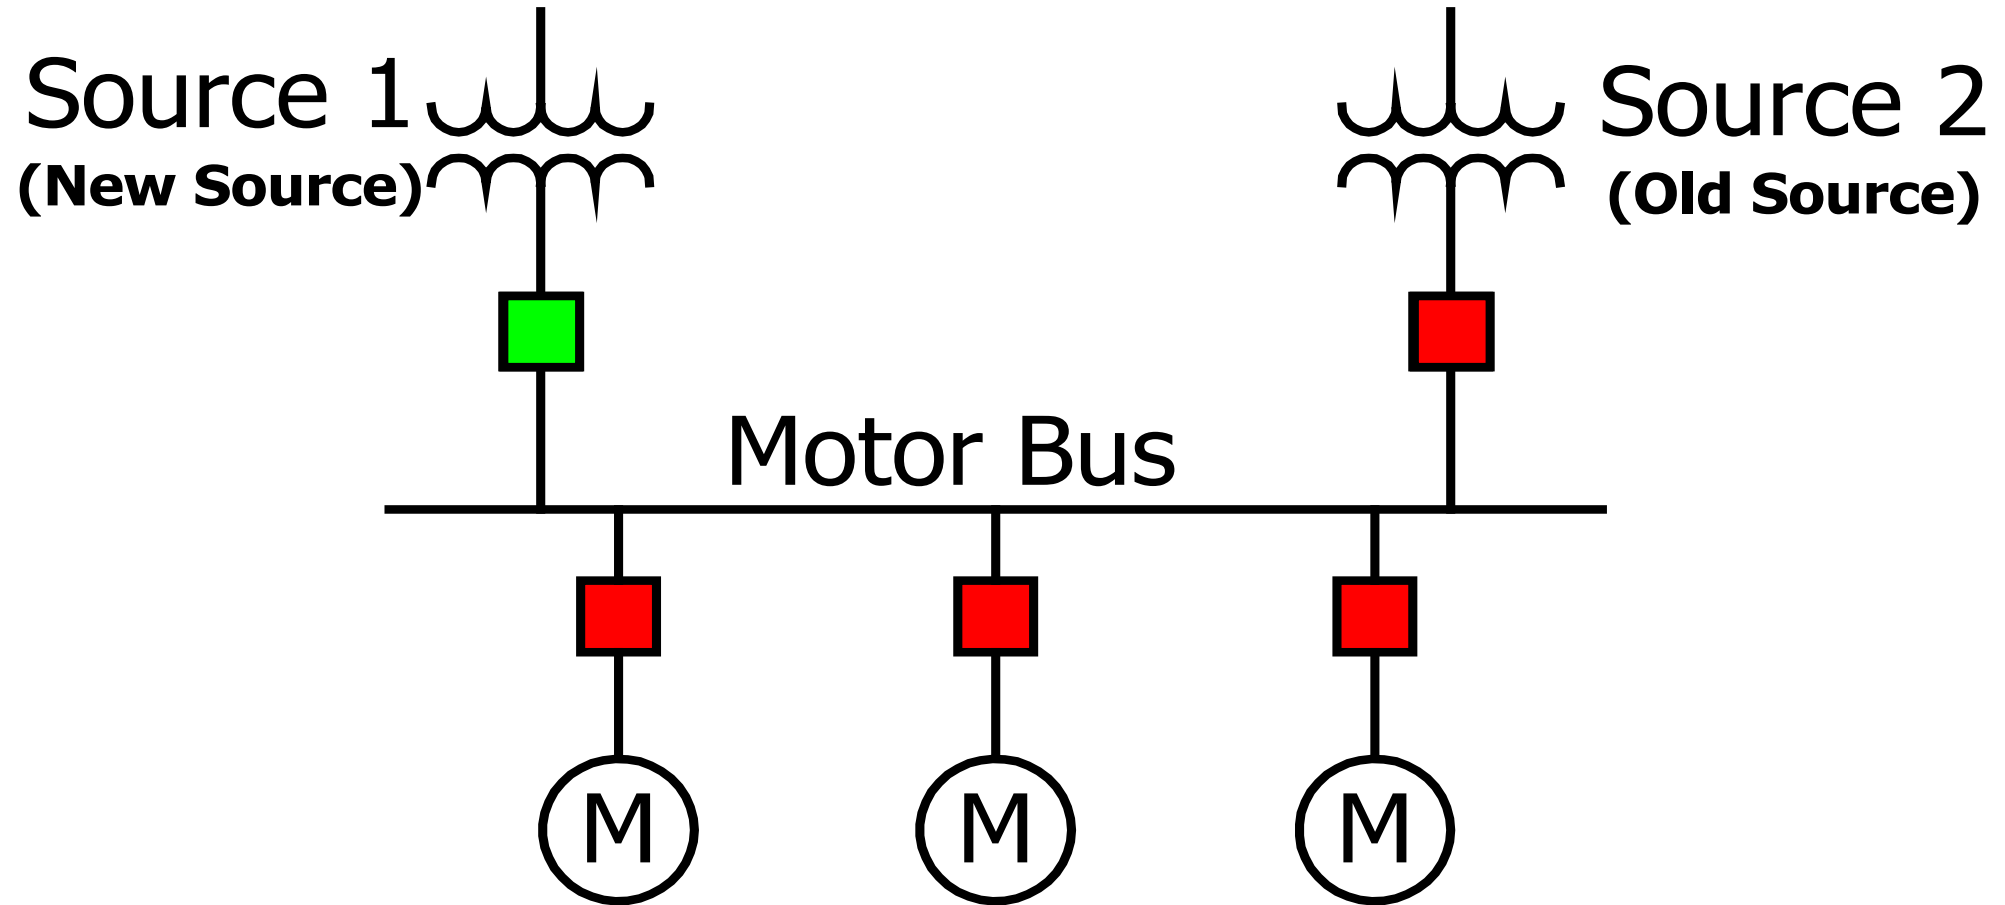 Source 1
(New Source)
Source 2
(Old Source)
Motor Bus
M
M
M